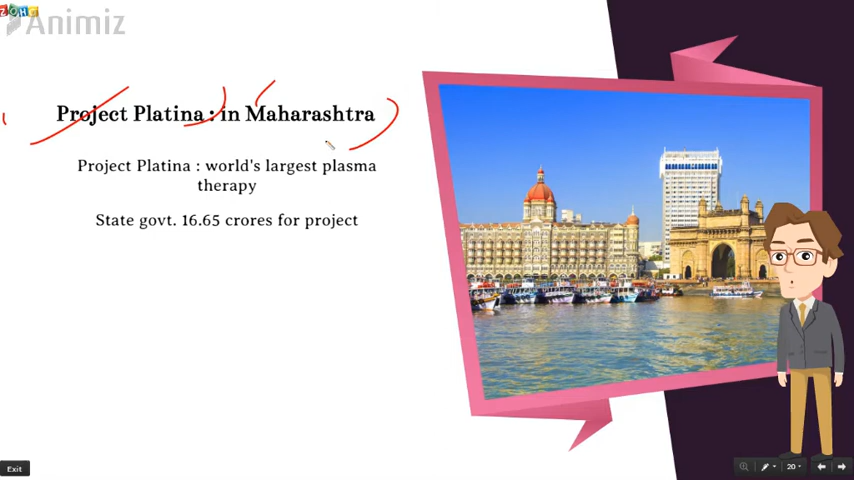 ZOHO
Animiz
Project Platina : in Maharashtra
Project Platina : world's largest plasma
therapy
State govt. 16.65 crores for project
Exit
20